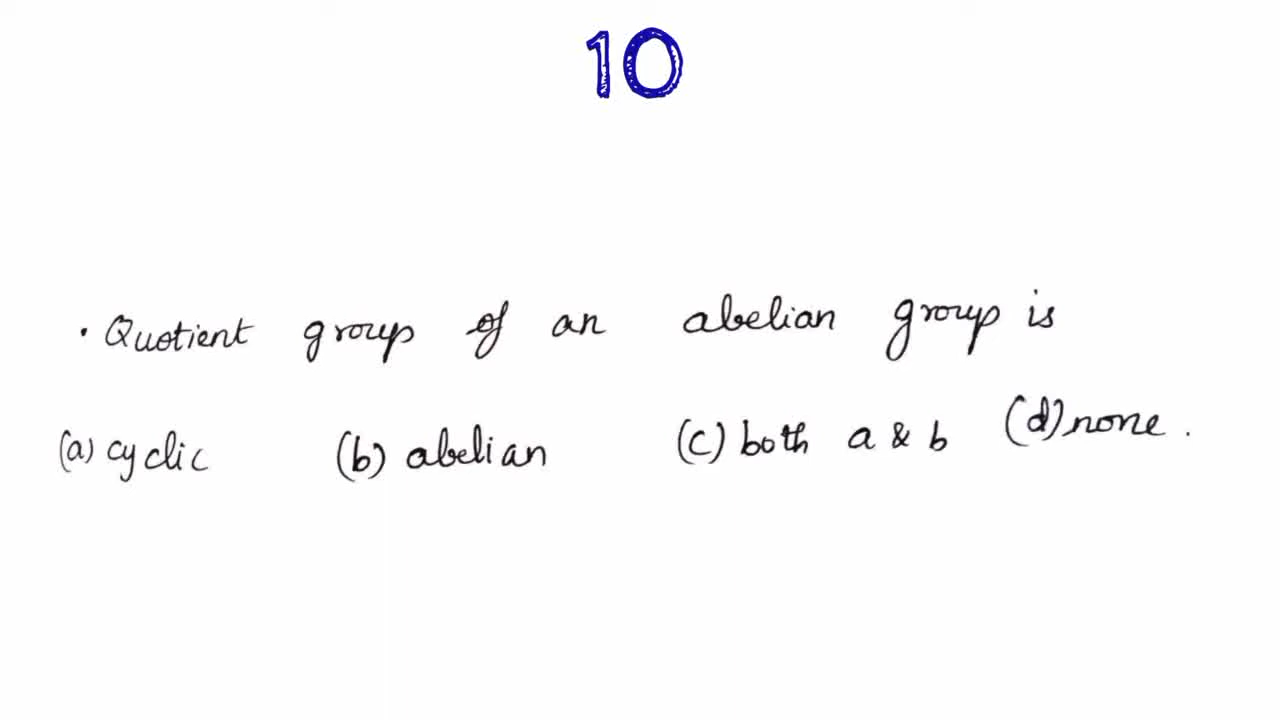 10
• Quotient group of an abelian group is
(a) cyclic (b) abelian (c) both a & b (d) none.